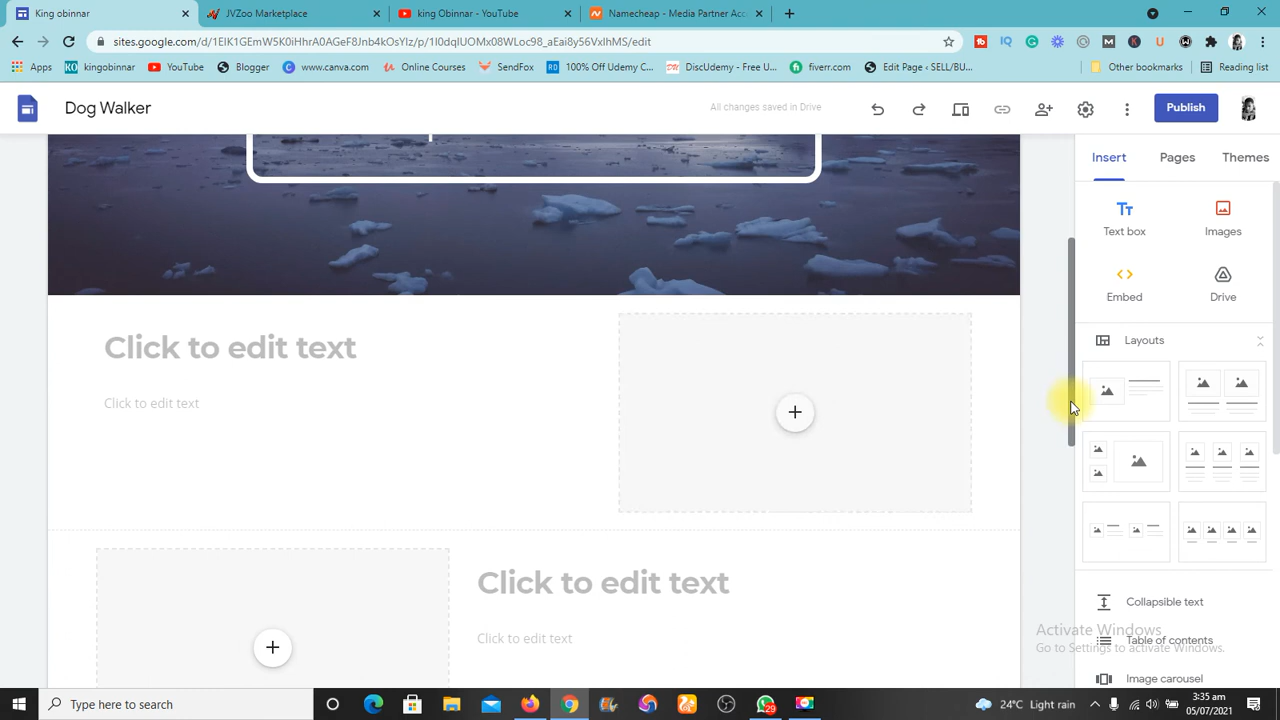 King obinnar
JVZoo Marketplace
king Obinnar - YouTube
Namecheap - Media Partner Acc
sites.google.com/d/1EIK1GEmW5K0iHhrA0AGeF8Jnb4kOsYlz/p/1I0dqlUOMx08WLoc98_aEai8y56VxlhMS/edit
Apps
kingobinnar
YouTube
Blogger
www.canva.com
Online Courses
SendFox
100% Off Udemy C...
DiscUdemy - Free U...
fiverr.com
Edit Page ‹ SELL/BU...
Other bookmarks
Reading list
Dog Walker
All changes saved in Drive
Publish
Insert
Pages
Themes
Text box
Images
Embed
Drive
Layouts
Click to edit text
Click to edit text
Click to edit text
Click to edit text
Collapsible text
Table of contents
Image carousel
Activate Windows
Go to Settings to activate Windows.
Type here to search
29
24°C Light rain
3:35 am
05/07/2021